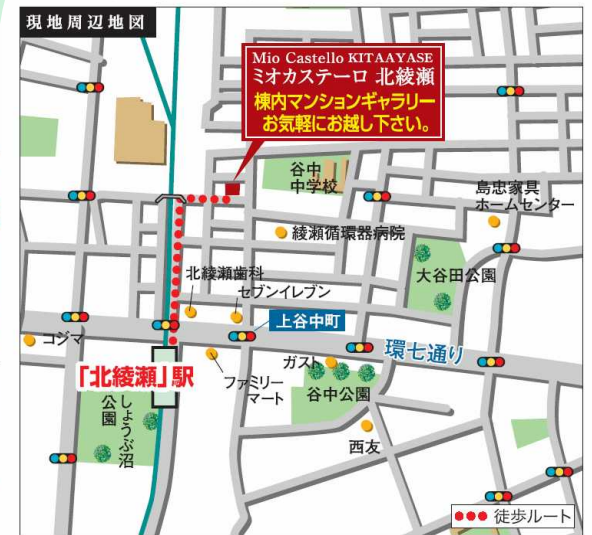 現地周辺地図
Mio Castello KITAAYASE
ミオカステーロ 北綾瀬
棟内マンションギャラリー
お気軽にお越し下さい。
谷中
中学校
島忠家具
ホームセンター
綾瀬循環器病院
大谷田公園
北綾瀬歯科
セブンイレブン
上谷中町
コジマ
環七通り
「北綾瀬」駅
ファミリー
マート
ガスト
谷中公園
しょうぶ沼
公園
西友
徒歩ルート